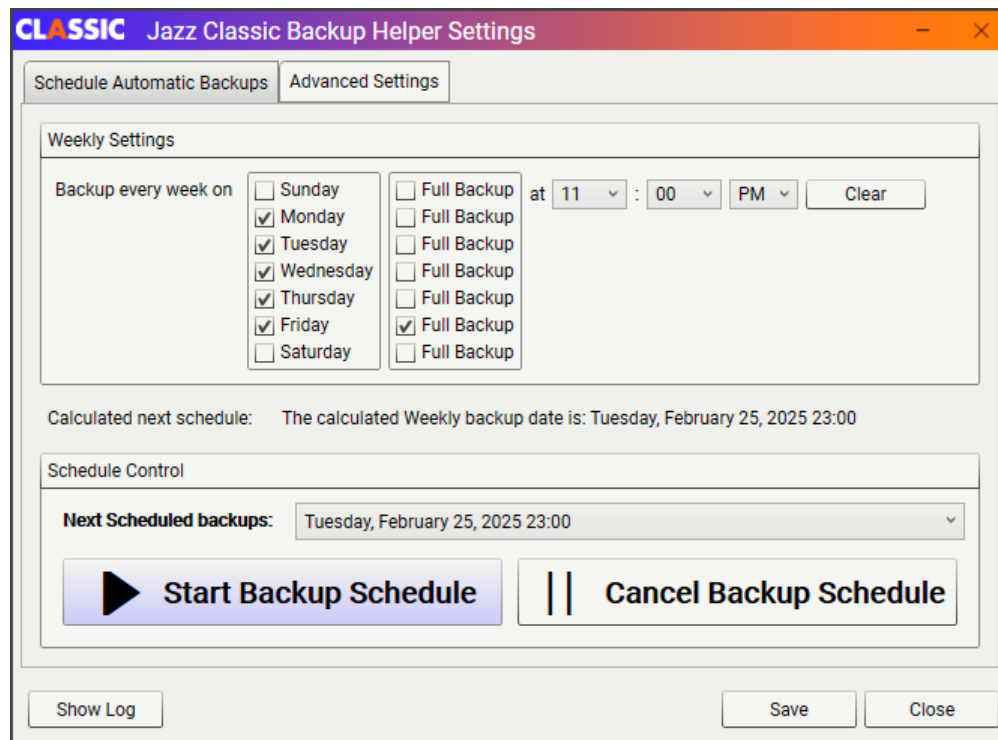 CLASSIC Jazz Classic Backup Helper Settings
Schedule Automatic Backups Advanced Settings
Weekly Settings
Backup every week on Sunday Full Backup at 11 : 00 PM Clear
Monday Full Backup
Tuesday Full Backup
Wednesday Full Backup
Thursday Full Backup
Friday Full Backup
Saturday Full Backup
Calculated next schedule: The calculated Weekly backup date is: Tuesday, February 25, 2025 23:00
Schedule Control
Next Scheduled backups: Tuesday, February 25, 2025 23:00
Start Backup Schedule Cancel Backup Schedule
Show Log Save Close